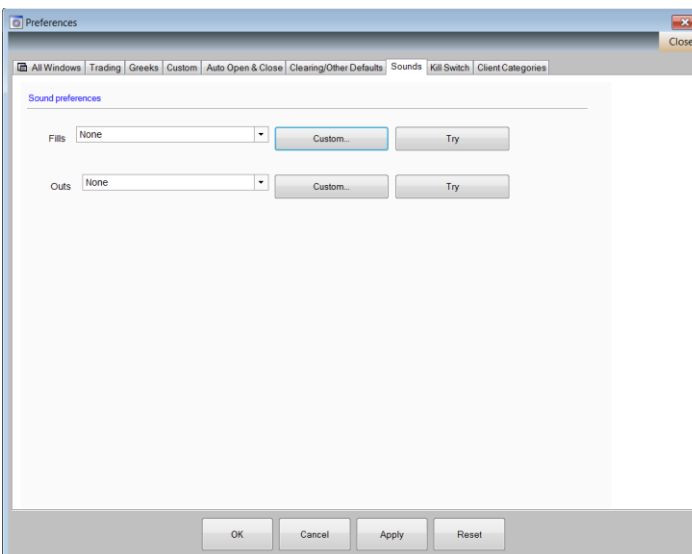 Preferences
Close
All Windows Trading Greeks Custom Auto Open & Close Clearing/Other Defaults Sounds Kill Switch Client Categories
Sound preferences
Fills None Custom... Try
Outs None Custom... Try
OK Cancel Apply Reset